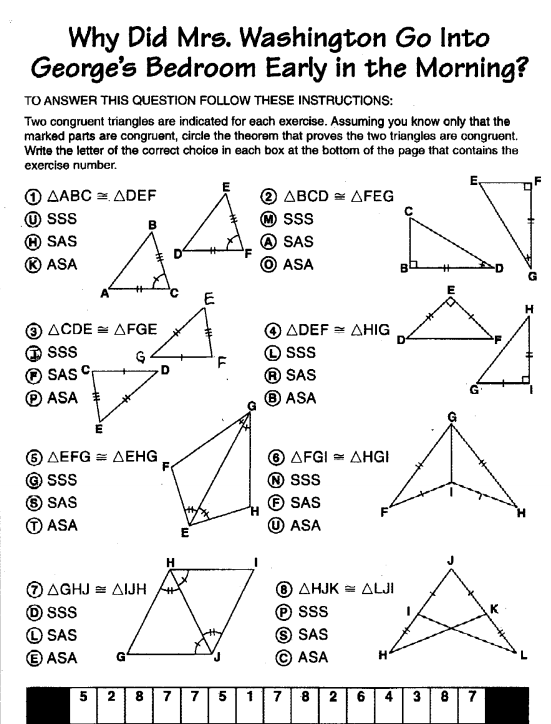 Why Did Mrs. Washington Go Into
George's Bedroom Early in the Morning?
TO ANSWER THIS QUESTION FOLLOW THESE INSTRUCTIONS:
Two congruent triangles are indicated for each exercise. Assuming you know only that the
marked parts are congruent, circle the theorem that proves the two triangles are congruent.
Write the letter of the correct choice in each box at the bottom of the page that contains the
exercise number.
① △ABC ≅ △DEF
Ⓤ SSS
Ⓗ SAS
Ⓚ ASA
A B C
D E F
② △BCD ≅ △FEG
Ⓜ SSS
Ⓐ SAS
Ⓞ ASA
C B D
E F G
③ △CDE ≅ △FGE
Ⓘ SSS
Ⓕ SAS
Ⓟ ASA
E G F
C D E
④ △DEF ≅ △HIG
Ⓛ SSS
Ⓡ SAS
Ⓑ ASA
E D F
H G I
⑤ △EFG ≅ △EHG
Ⓖ SSS
Ⓢ SAS
Ⓣ ASA
G F H E
⑥ △FGI ≅ △HGI
Ⓝ SSS
Ⓕ SAS
Ⓤ ASA
G I F H
⑦ △GHJ ≅ △IJH
Ⓓ SSS
Ⓛ SAS
Ⓔ ASA
H I G J
⑧ △HJK ≅ △LJI
Ⓟ SSS
Ⓢ SAS
Ⓒ ASA
J I K H L
5 2 8 7 7 5 1 7 8 2 6 4 3 8 7